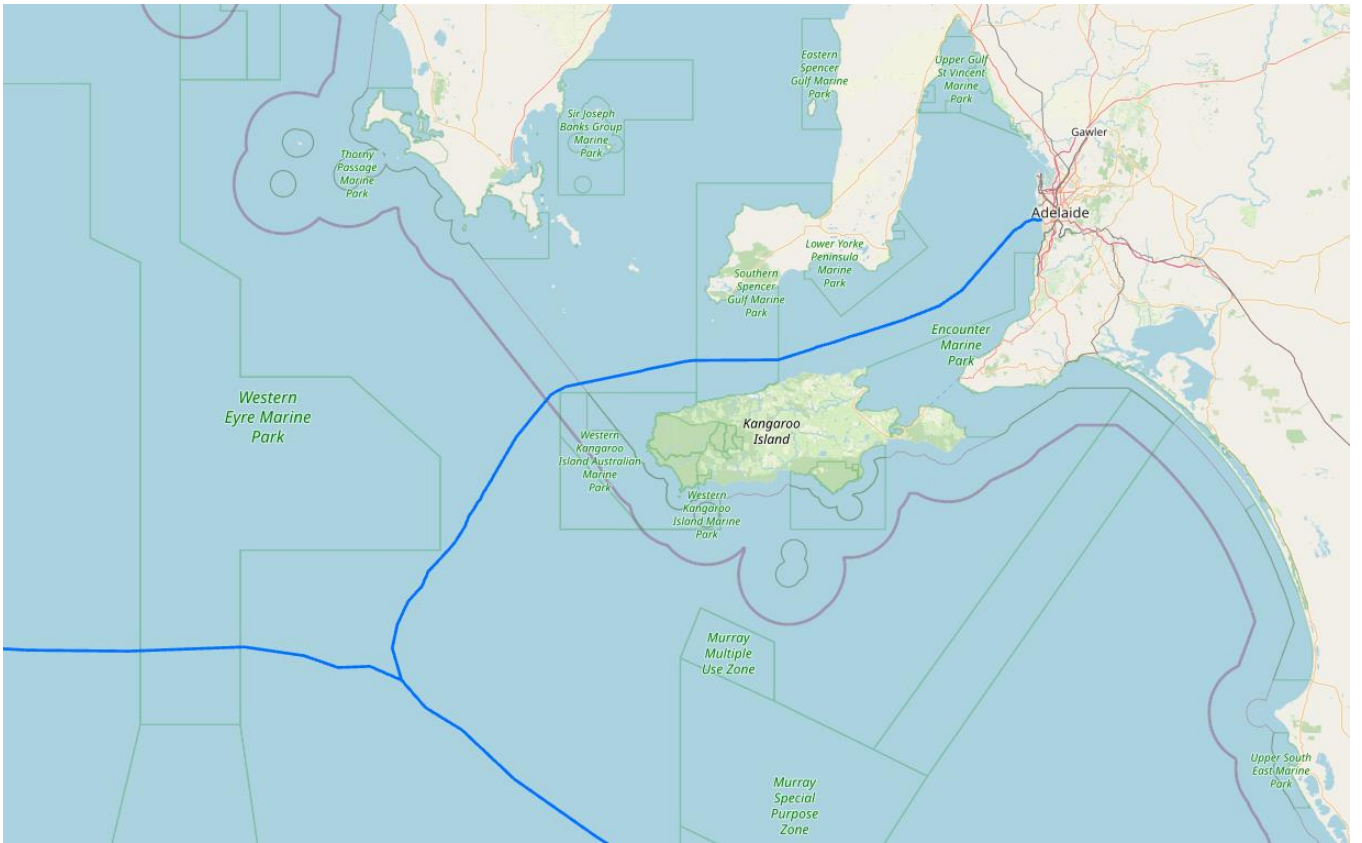 Eastern
Spencer
Gulf Marine
Park
Upper Gulf
St Vincent
Marine
Park
Sir Joseph
Banks Group
Marine
Park
Gawler
Thorny
Passage
Marine
Park
Adelaide
Lower Yorke
Peninsula
Marine
Park
Southern
Spencer
Gulf Marine
Park
Encounter
Marine
Park
Western
Eyre Marine
Park
Kangaroo
Island
Western
Kangaroo
Island Australian
Marine
Park
Western
Kangaroo
Island Marine
Park
Murray
Multiple
Use Zone
Upper South
East Marine
Park
Murray
Special
Purpose
Zone